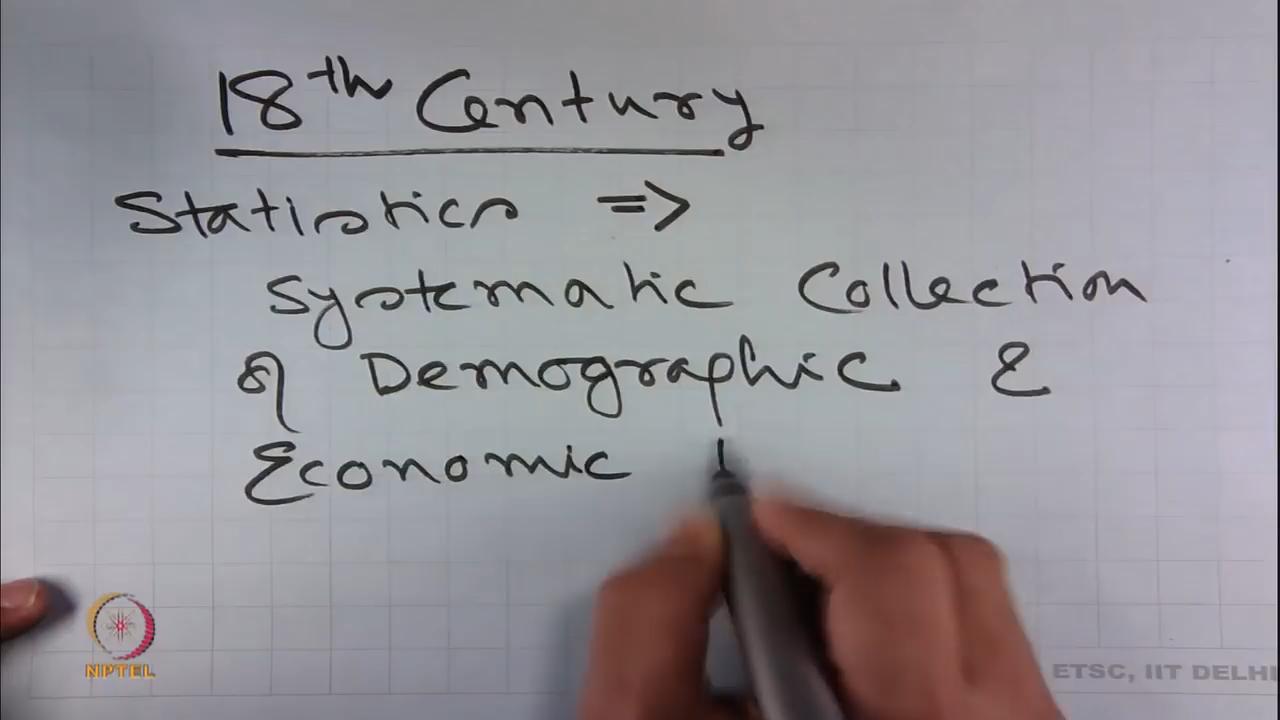 18th Century
Statistics =>
Systematic Collection
of Demographic &
Economic
NPTEL
ETSC, IIT DELHI